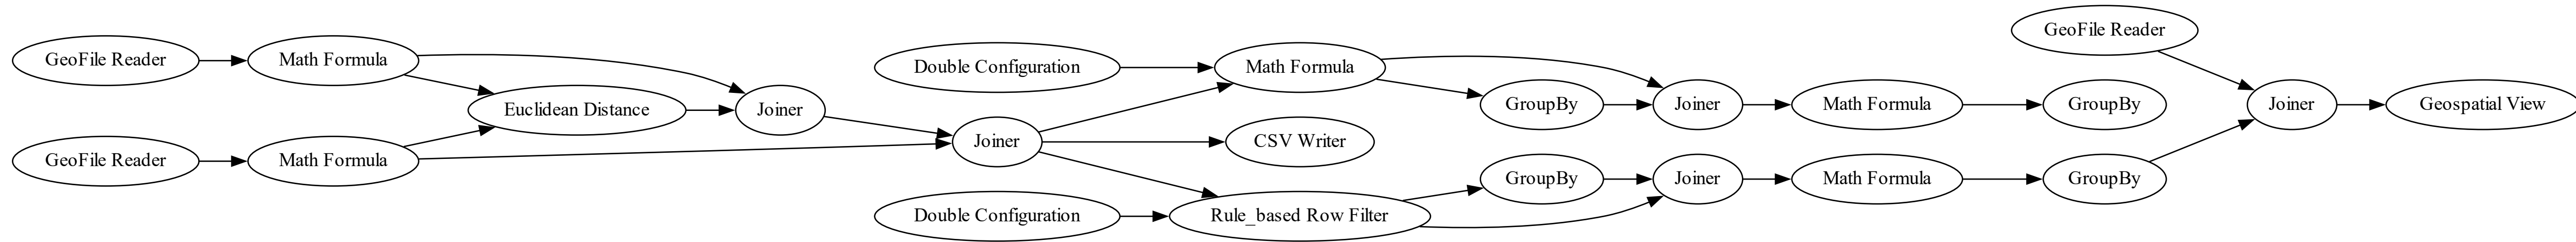 GeoFile Reader
Math Formula
Euclidean Distance
Joiner
GeoFile Reader
Math Formula
Joiner
Double Configuration
Math Formula
GroupBy
Joiner
Math Formula
GroupBy
CSV Writer
Double Configuration
Rule_based Row Filter
GroupBy
Joiner
Math Formula
GroupBy
GeoFile Reader
Joiner
Geospatial View